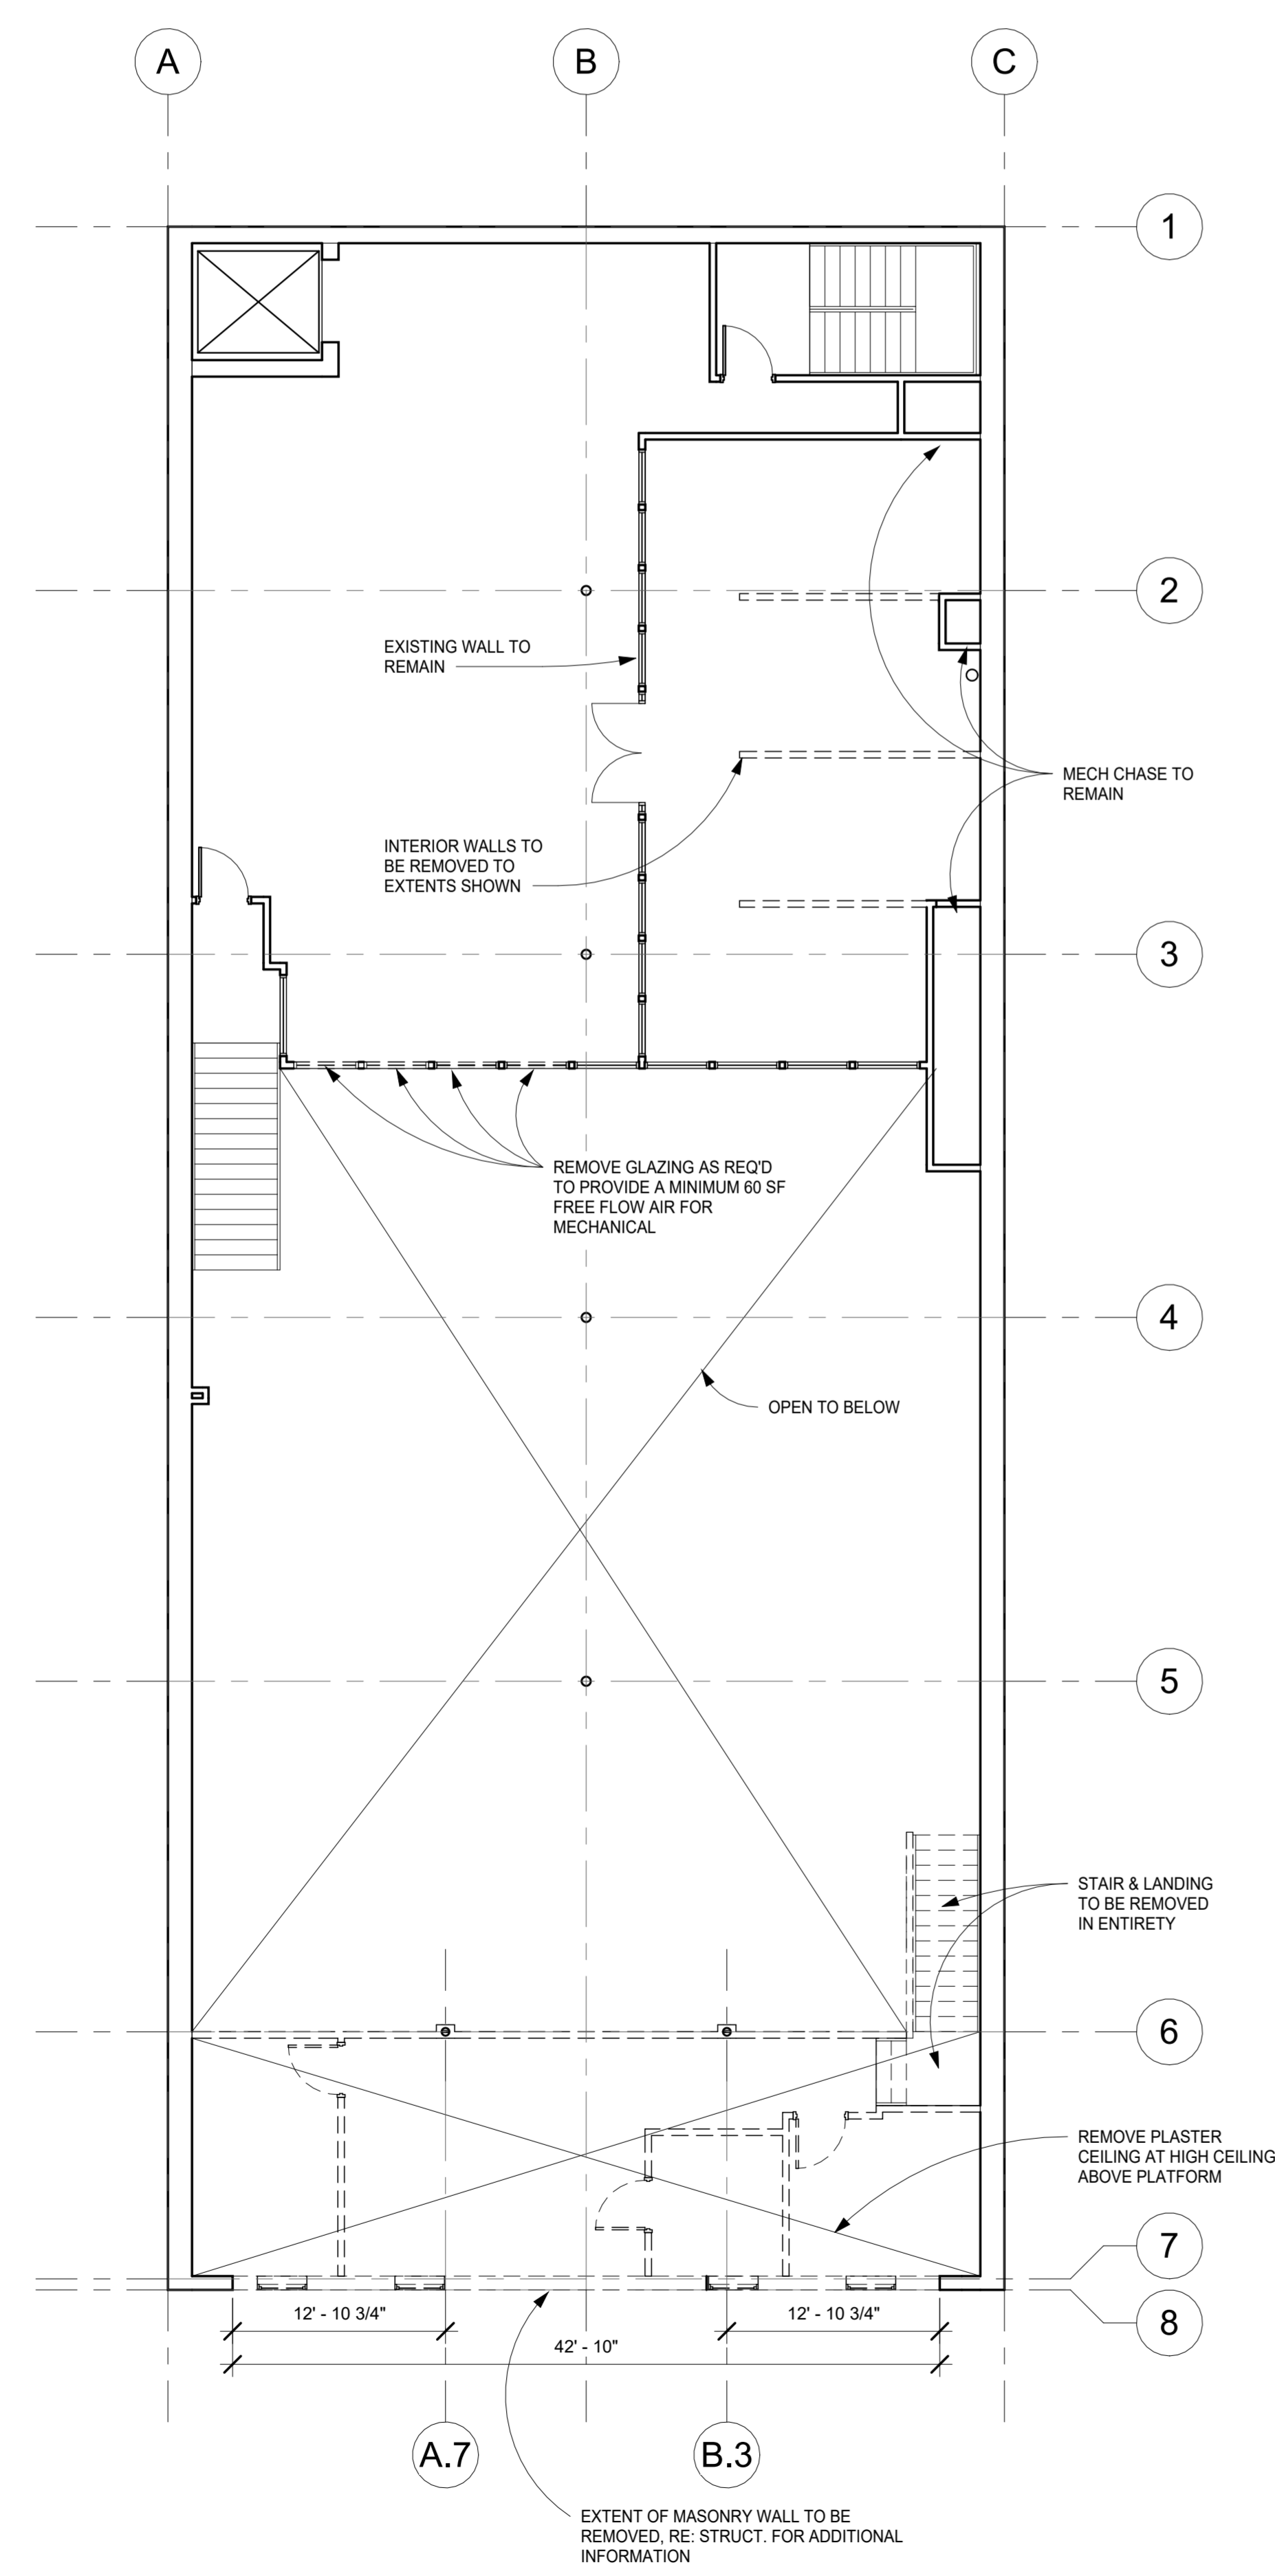 A
B
C
1
2
EXISTING WALL TO
REMAIN
MECH CHASE TO
REMAIN
INTERIOR WALLS TO
BE REMOVED TO
EXTENTS SHOWN
3
REMOVE GLAZING AS REQ'D
TO PROVIDE A MINIMUM 60 SF
FREE FLOW AIR FOR
MECHANICAL
4
OPEN TO BELOW
5
STAIR & LANDING
TO BE REMOVED
IN ENTIRETY
6
REMOVE PLASTER
CEILING AT HIGH CEILING
ABOVE PLATFORM
7
8
12' - 10 3/4"
12' - 10 3/4"
42' - 10"
A.7
B.3
EXTENT OF MASONRY WALL TO BE
REMOVED, RE: STRUCT. FOR ADDITIONAL
INFORMATION